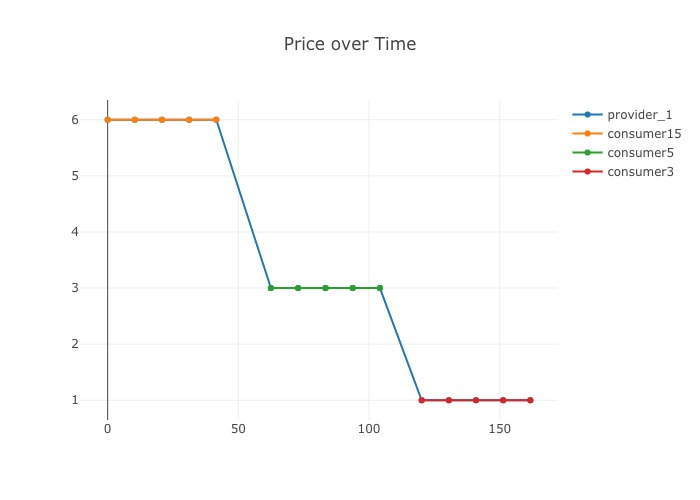 Price over Time
6
5
4
3
2
1
0 50 100 150
provider_1
consumer15
consumer5
consumer3